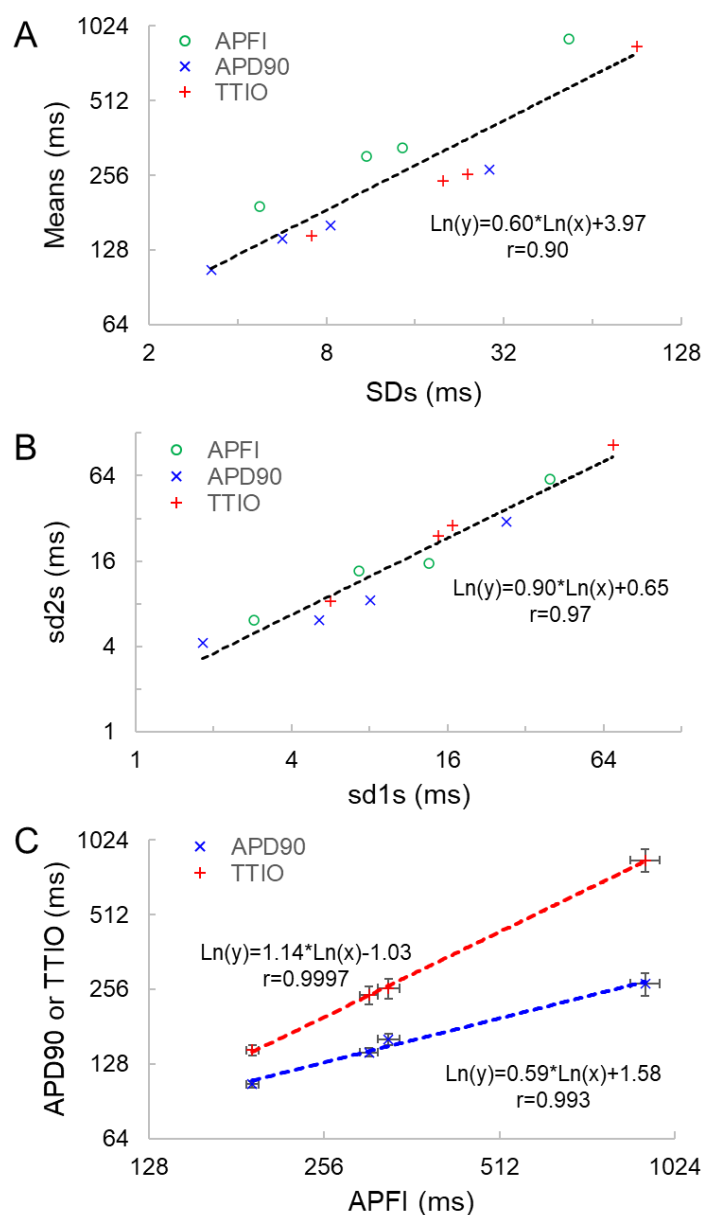 A
1024
512
256
128
64
Means (ms)
APFI
APD90
TTIO
Ln(y)=0.60*Ln(x)+3.97
r=0.90
2
8
32
128
SDs (ms)
B
64
16
4
1
sd2s (ms)
APFI
APD90
TTIO
Ln(y)=0.90*Ln(x)+0.65
r=0.97
1
4
16
64
sd1s (ms)
C
1024
512
256
128
64
APD90 or TTIO (ms)
APD90
TTIO
Ln(y)=1.14*Ln(x)-1.03
r=0.9997
Ln(y)=0.59*Ln(x)+1.58
r=0.993
128
256
512
1024
APFI (ms)